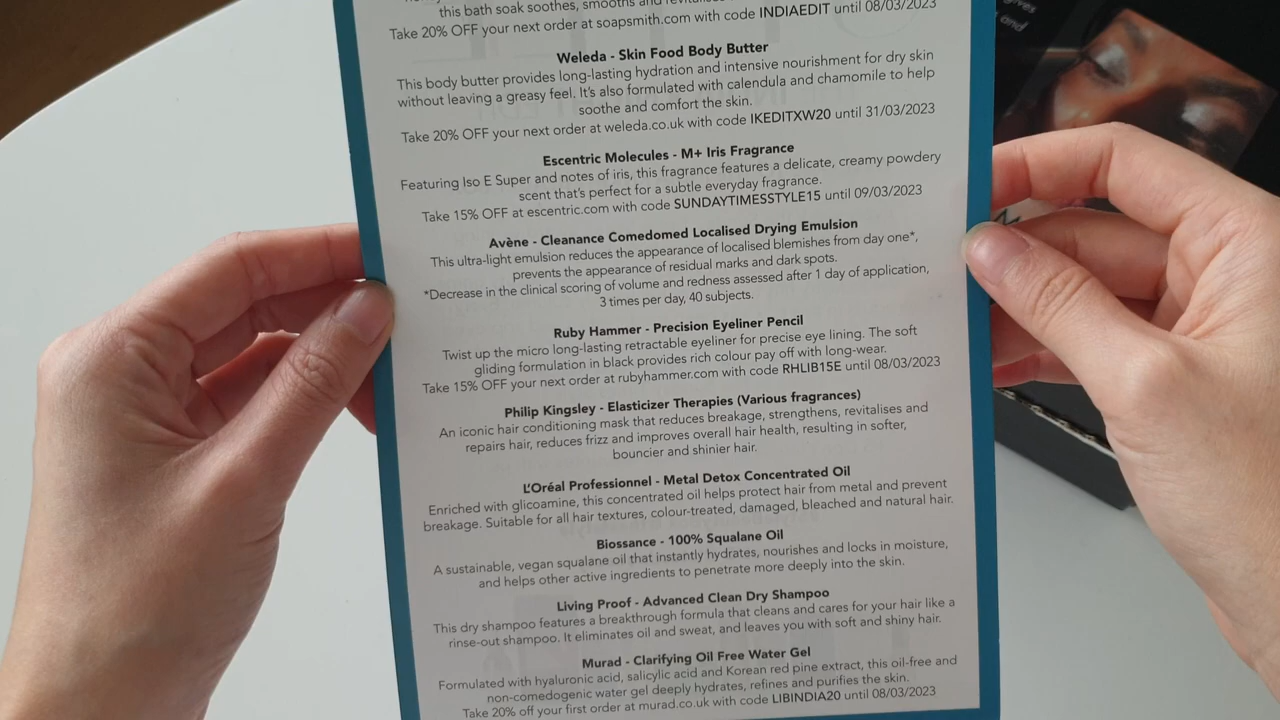 this bath soak soothes, smooths and revitalises
Take 20% OFF your next order at soapsmith.com with code INDIAEDIT until 08/03/2023
Weleda - Skin Food Body Butter
This body butter provides long-lasting hydration and intensive nourishment for dry skin
without leaving a greasy feel. It's also formulated with calendula and chamomile to help
soothe and comfort the skin.
Take 20% OFF your next order at weleda.co.uk with code IKEDITXW20 until 31/03/2023
Escentric Molecules - M+ Iris Fragrance
Featuring Iso E Super and notes of iris, this fragrance features a delicate, creamy powdery
scent that's perfect for a subtle everyday fragrance.
Take 15% OFF at escentric.com with code SUNDAYTIMESSTYLE15 until 09/03/2023
Avène - Cleanance Comedomed Localised Drying Emulsion
This ultra-light emulsion reduces the appearance of localised blemishes from day one*,
prevents the appearance of residual marks and dark spots.
*Decrease in the clinical scoring of volume and redness assessed after 1 day of application,
3 times per day, 40 subjects.
Ruby Hammer - Precision Eyeliner Pencil
Twist up the micro long-lasting retractable eyeliner for precise eye lining. The soft
gliding formulation in black provides rich colour pay off with long-wear.
Take 15% OFF your next order at rubyhammer.com with code RHLIB15E until 08/03/2023
Philip Kingsley - Elasticizer Therapies (Various fragrances)
An iconic hair conditioning mask that reduces breakage, strengthens, revitalises and
repairs hair, reduces frizz and improves overall hair health, resulting in softer,
bouncier and shinier hair.
L'Oréal Professionnel - Metal Detox Concentrated Oil
Enriched with glicoamine, this concentrated oil helps protect hair from metal and prevent
breakage. Suitable for all hair textures, colour-treated, damaged, bleached and natural hair.
Biossance - 100% Squalane Oil
A sustainable, vegan squalane oil that instantly hydrates, nourishes and locks in moisture,
and helps other active ingredients to penetrate more deeply into the skin.
Living Proof - Advanced Clean Dry Shampoo
This dry shampoo features a breakthrough formula that cleans and cares for your hair like a
rinse-out shampoo. It eliminates oil and sweat, and leaves you with soft and shiny hair.
Murad - Clarifying Oil Free Water Gel
Formulated with hyaluronic acid, salicylic acid and Korean red pine extract, this oil-free and
non-comedogenic water gel deeply hydrates, refines and purifies the skin.
Take 20% off your first order at murad.co.uk with code LIBINDIA20 until 08/03/2023
and